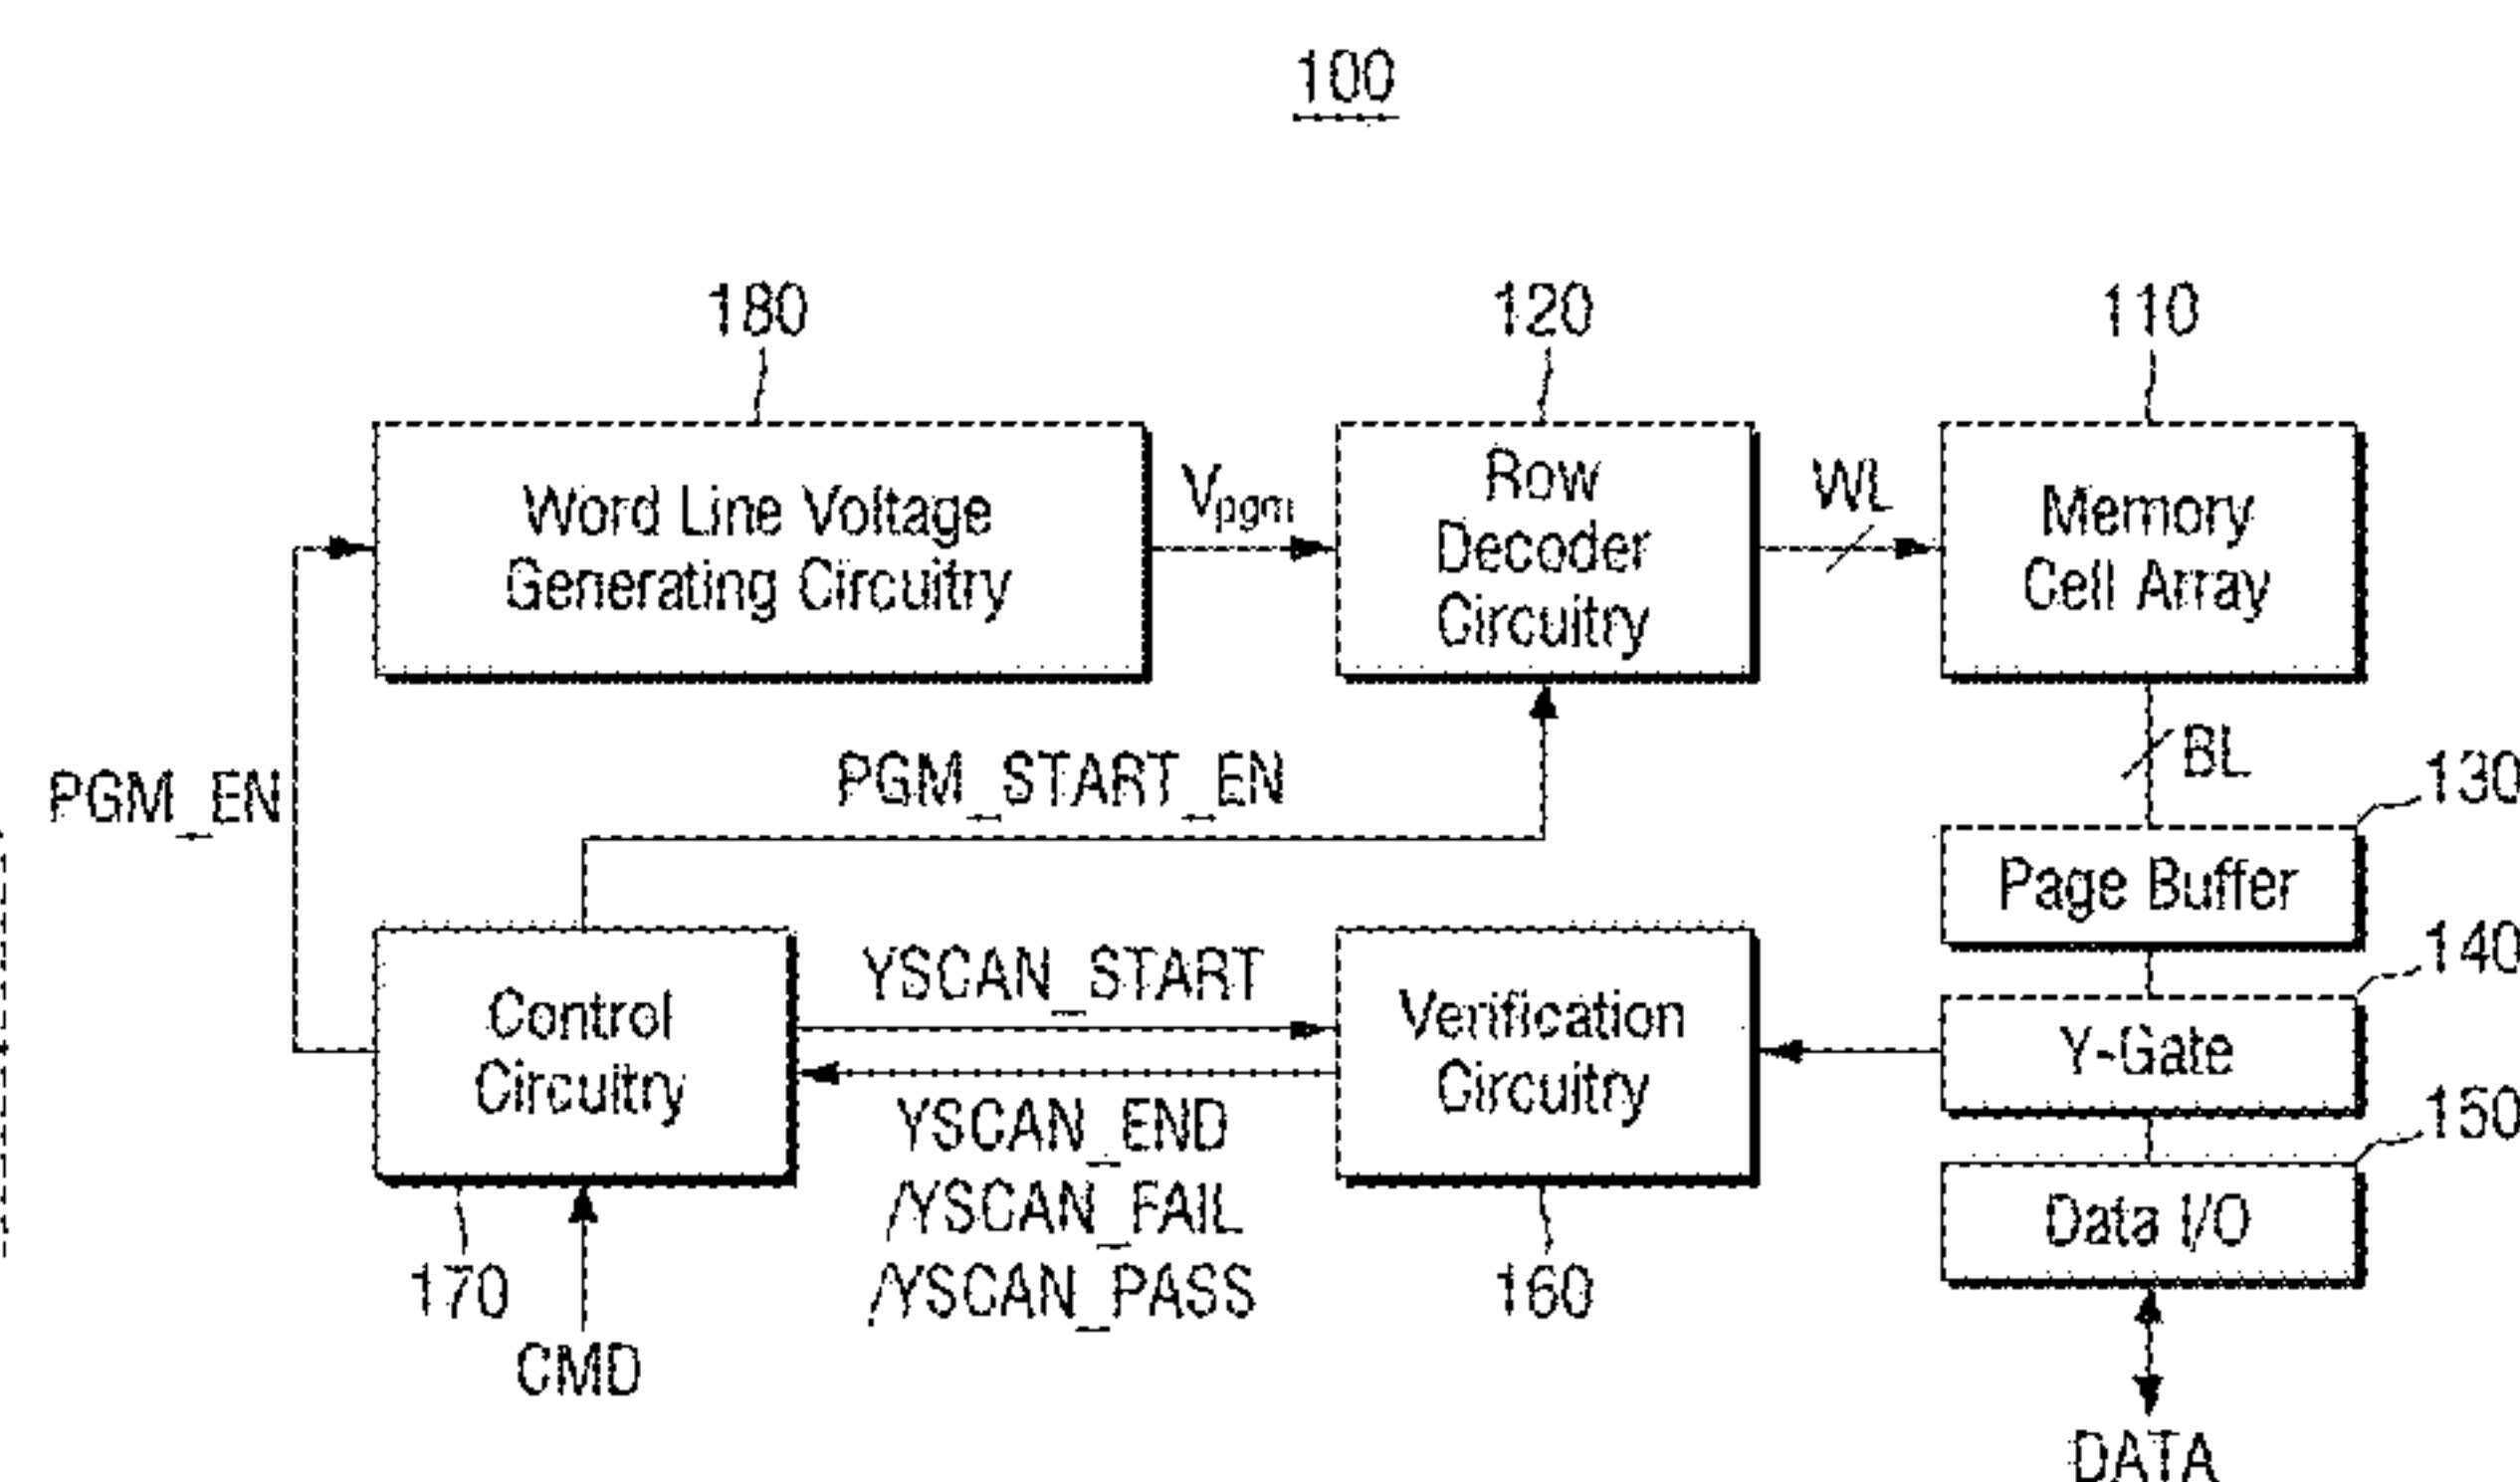 100
180
120
110
Word Line Voltage
Generating Circuitry
Vpgm
Row
Decoder
Circuitry
WL
Memory
Cell Array
PGM_EN
PGM_START_EN
BL
130
Page Buffer
140
Control
Circuitry
YSCAN_START
YSCAN_END
/YSCAN_FAIL
/YSCAN_PASS
Verification
Circuitry
Y-Gate
150
Data I/O
170
160
CMD
DATA